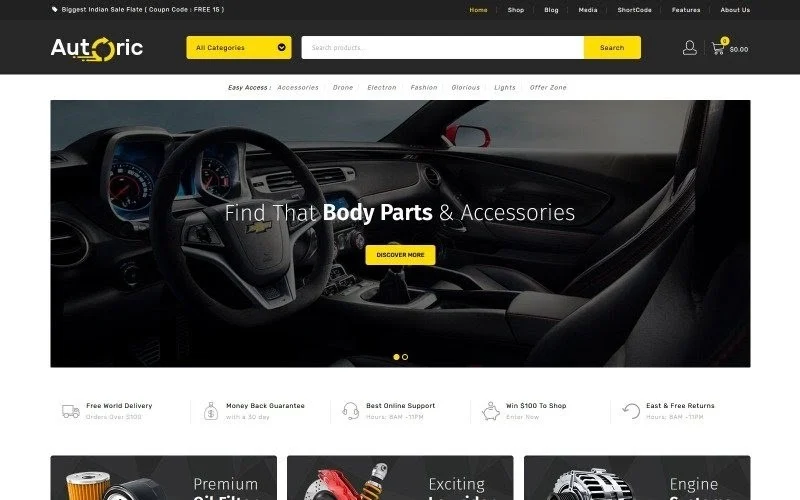 Biggest Indian Sale Flate ( Coupn Code : FREE 15 )
Home Shop Blog Media ShortCode Features About Us
Autoric
All Categories
Search products...
Search
0
$0.00
Easy Access : Accessories Drone Electron Fashion Glorious Lights Offer Zone
Find That Body Parts & Accessories
DISCOVER MORE
Free World Delivery
Orders Over $100
Money Back Guarantee
with a 30 day
Best Online Support
Hours: 8AM -11PM
Win $100 To Shop
Enter Now
East & Free Returns
Hours: 8AM -11PM
Premium
Oil Filter
Exciting
Engine